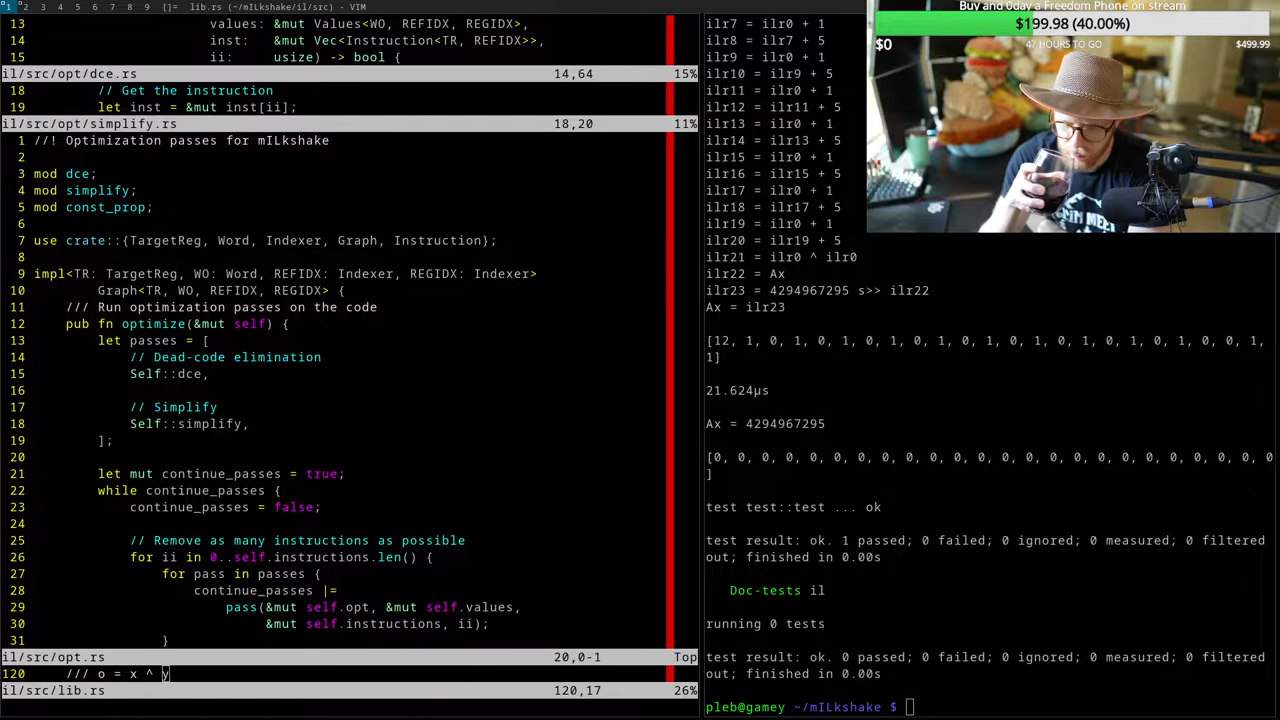 1 2 3 4 5 6 7 8 9 []= lib.rs (~/mILkshake/il/src) - VIM
values: &mut Values<WO, REFIDX, REGIDX>,
14 inst: &mut Vec<Instruction<TR, REFIDX>>,
15 ii: usize) -> bool {
il/src/opt/dce.rs 14,64 15%
18 // Get the instruction
19 let inst = &mut inst[ii];
il/src/opt/simplify.rs 18,20 11%
1 //! Optimization passes for mILkshake
2
3 mod dce;
4 mod simplify;
5 mod const_prop;
6
7 use crate::{TargetReg, Word, Indexer, Graph, Instruction};
8
9 impl<TR: TargetReg, WO: Word, REFIDX: Indexer, REGIDX: Indexer>
10 Graph<TR, WO, REFIDX, REGIDX> {
11 /// Run optimization passes on the code
12 pub fn optimize(&mut self) {
13 let passes = [
14 // Dead-code elimination
15 Self::dce,
16
17 // Simplify
18 Self::simplify,
19 ];
20
21 let mut continue_passes = true;
22 while continue_passes {
23 continue_passes = false;
24
25 // Remove as many instructions as possible
26 for ii in 0..self.instructions.len() {
27 for pass in passes {
28 continue_passes |=
29 pass(&mut self.opt, &mut self.values,
30 &mut self.instructions, ii);
31 }
il/src/opt.rs 20,0-1 Top
120 /// o = x ^ y
il/src/lib.rs 120,17 26%
ilr7 = ilr0 + 1
ilr8 = ilr7 + 5
ilr9 = ilr0 + 1
ilr10 = ilr9 + 5
ilr11 = ilr0 + 1
ilr12 = ilr11 + 5
ilr13 = ilr0 + 1
ilr14 = ilr13 + 5
ilr15 = ilr0 + 1
ilr16 = ilr15 + 5
ilr17 = ilr0 + 1
ilr18 = ilr17 + 5
ilr19 = ilr0 + 1
ilr20 = ilr19 + 5
ilr21 = ilr0 ^ ilr0
ilr22 = Ax
ilr23 = 4294967295 s>> ilr22
Ax = ilr23
[12, 1, 0, 1, 0, 1, 0, 1, 0, 1, 0, 1, 0, 1, 0, 1, 0, 1, 0, 1, 0, 0, 1,
1]
21.624µs
Ax = 4294967295
[0, 0, 0, 0, 0, 0, 0, 0, 0, 0, 0, 0, 0, 0, 0, 0, 0, 0, 0, 0, 0, 0, 0, 0
]
test test::test ... ok
test result: ok. 1 passed; 0 failed; 0 ignored; 0 measured; 0 filtered
out; finished in 0.00s
Doc-tests il
running 0 tests
test result: ok. 0 passed; 0 failed; 0 ignored; 0 measured; 0 filtered
out; finished in 0.00s
pleb@gamey ~/mILkshake $
Buy and 0day a Freedom Phone on stream
$199.98 (40.00%)
$0 47 HOURS TO GO $499.99